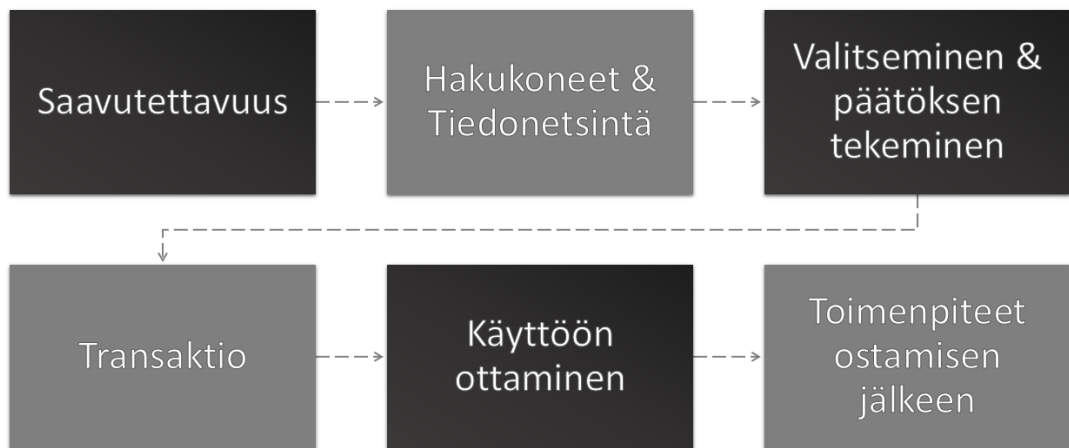 Saavutettavuus
Hakukoneet &
Tiedonetsintä
Valitseminen &
päätöksen
tekeminen
Transaktio
Käyttöön
ottaminen
Toimenpiteet
ostamisen
jälkeen